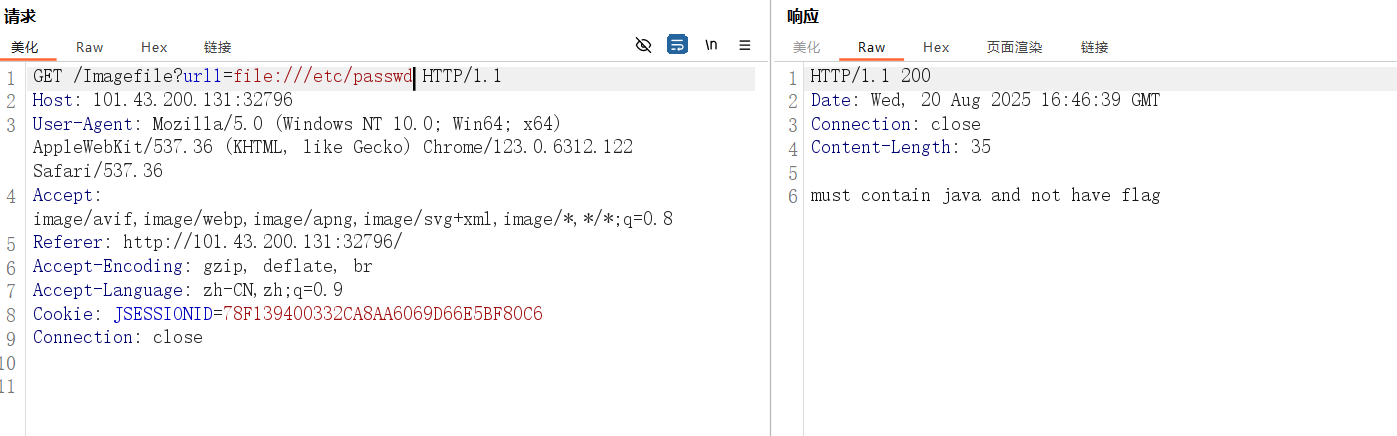 请求
美化 Raw Hex 链接
\n
1 GET /Imagefile?url1=file:///etc/passwd HTTP/1.1
2 Host: 101.43.200.131:32796
3 User-Agent: Mozilla/5.0 (Windows NT 10.0; Win64; x64)
AppleWebKit/537.36 (KHTML, like Gecko) Chrome/123.0.6312.122
Safari/537.36
4 Accept:
image/avif,image/webp,image/apng,image/svg+xml,image/*,*/*;q=0.8
5 Referer: http://101.43.200.131:32796/
6 Accept-Encoding: gzip, deflate, br
7 Accept-Language: zh-CN,zh;q=0.9
8 Cookie: JSESSIONID=78F139400332CA8AA6069D66E5BF80C6
9 Connection: close
10
11
响应
美化 Raw Hex 页面渲染 链接
1 HTTP/1.1 200
2 Date: Wed, 20 Aug 2025 16:46:39 GMT
3 Connection: close
4 Content-Length: 35
5
6 must contain java and not have flag